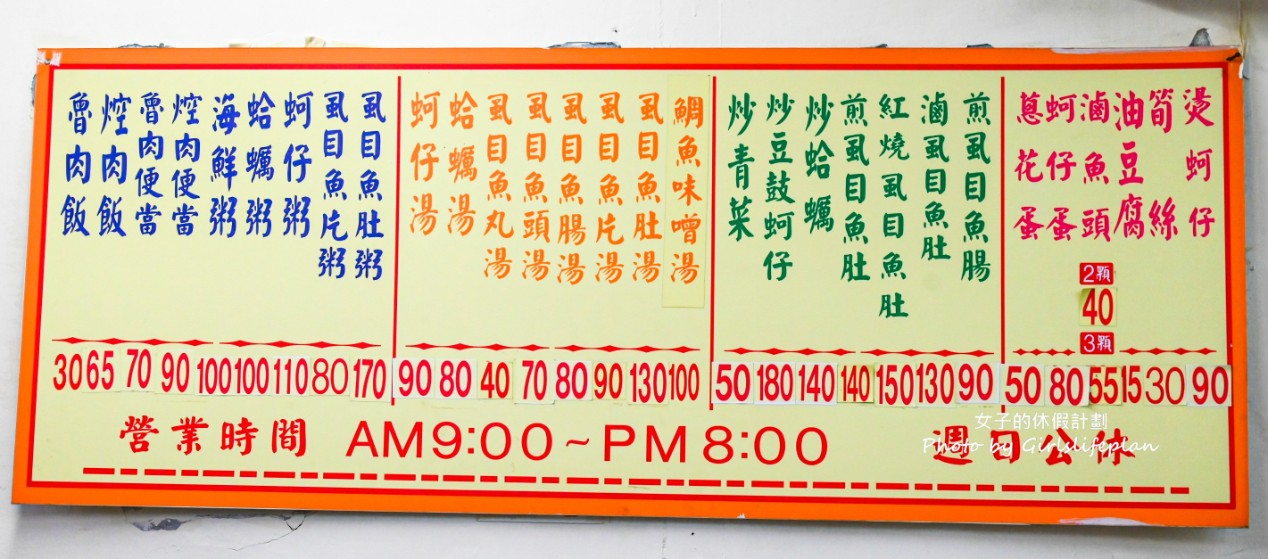 魯肉飯 30
焢肉飯 65
魯肉便當 70
焢肉便當 90
海鮮粥 100
蛤蠣粥 100
蚵仔粥 110
虱目魚片粥 80
虱目魚肚粥 170
蚵仔湯 90
蛤蠣湯 80
虱目魚丸湯 40
虱目魚頭湯 70
虱目魚腸湯 80
虱目魚片湯 90
虱目魚肚湯 130
鯛魚味噌湯 100
炒青菜 50
炒豆鼓蚵仔 180
炒蛤蠣 140
煎虱目魚肚 140
紅燒虱目魚肚 150
滷虱目魚肚 130
煎虱目魚腸 90
蔥花蛋 50
蚵仔蛋 80
滷魚頭 2顆 40 3顆 55
油豆腐 15
筍絲 30
燙蚵仔 90
營業時間 AM9:00~PM8:00 週日公休
女子的休假計劃
Photo by Girlslifeplan